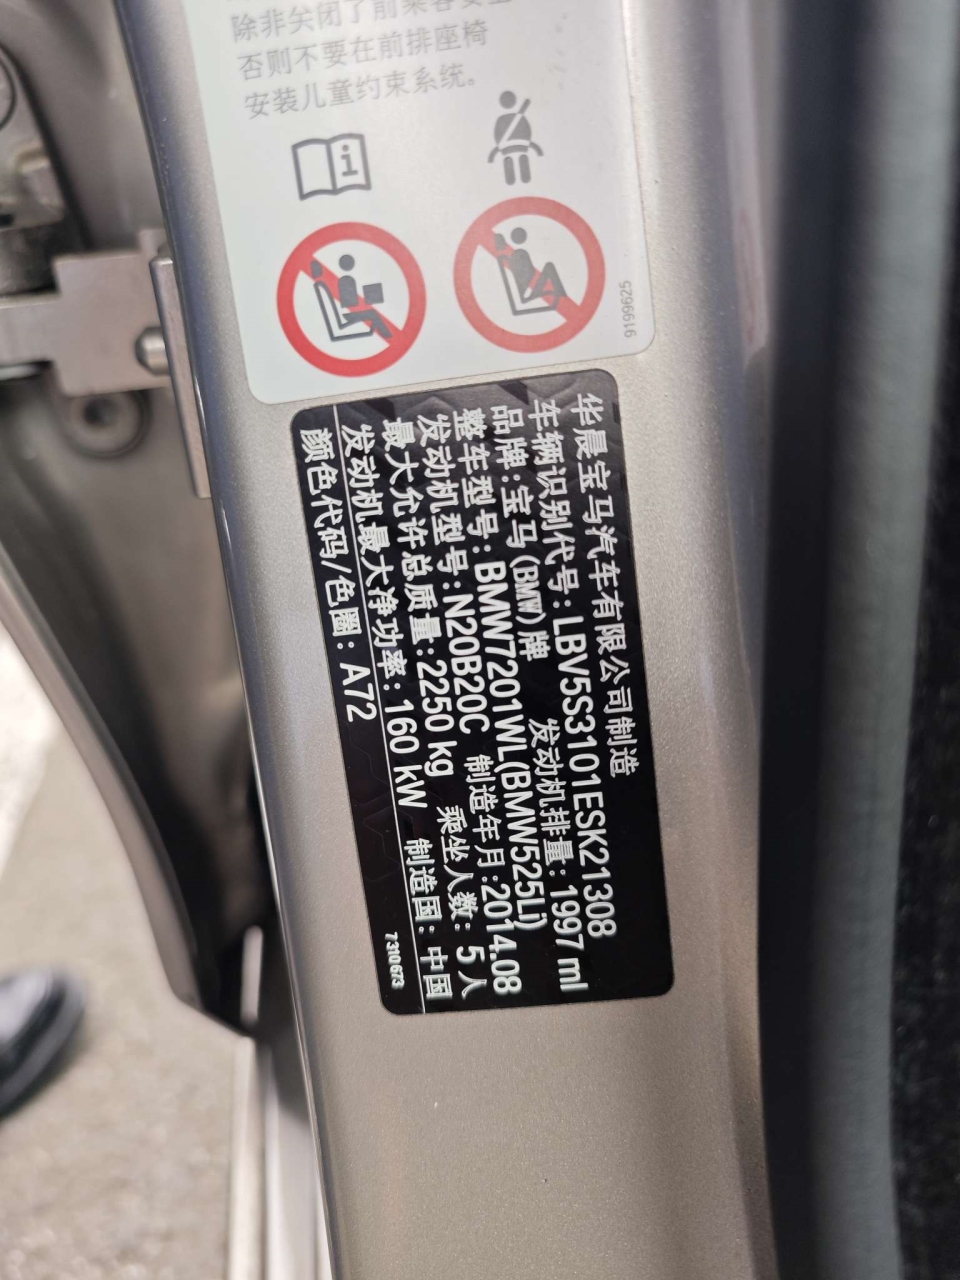 除非关闭了前乘客安全
否则不要在前排座椅
安装儿童约束系统。
9199625
华晨宝马汽车有限公司制造
车辆识别代号:LBV5S3101ESK21308
品牌:宝马(BMW)牌 发动机排量:1997 ml
整车型号:BMW7201WL(BMW525Li)
发动机型号:N20B20C 制造年月:2014.08
最大允许总质量:2250 kg 乘坐人数: 5 人
发动机最大净功率: 160 kW 制造国: 中国
颜色代码/色圈: A72
7310673